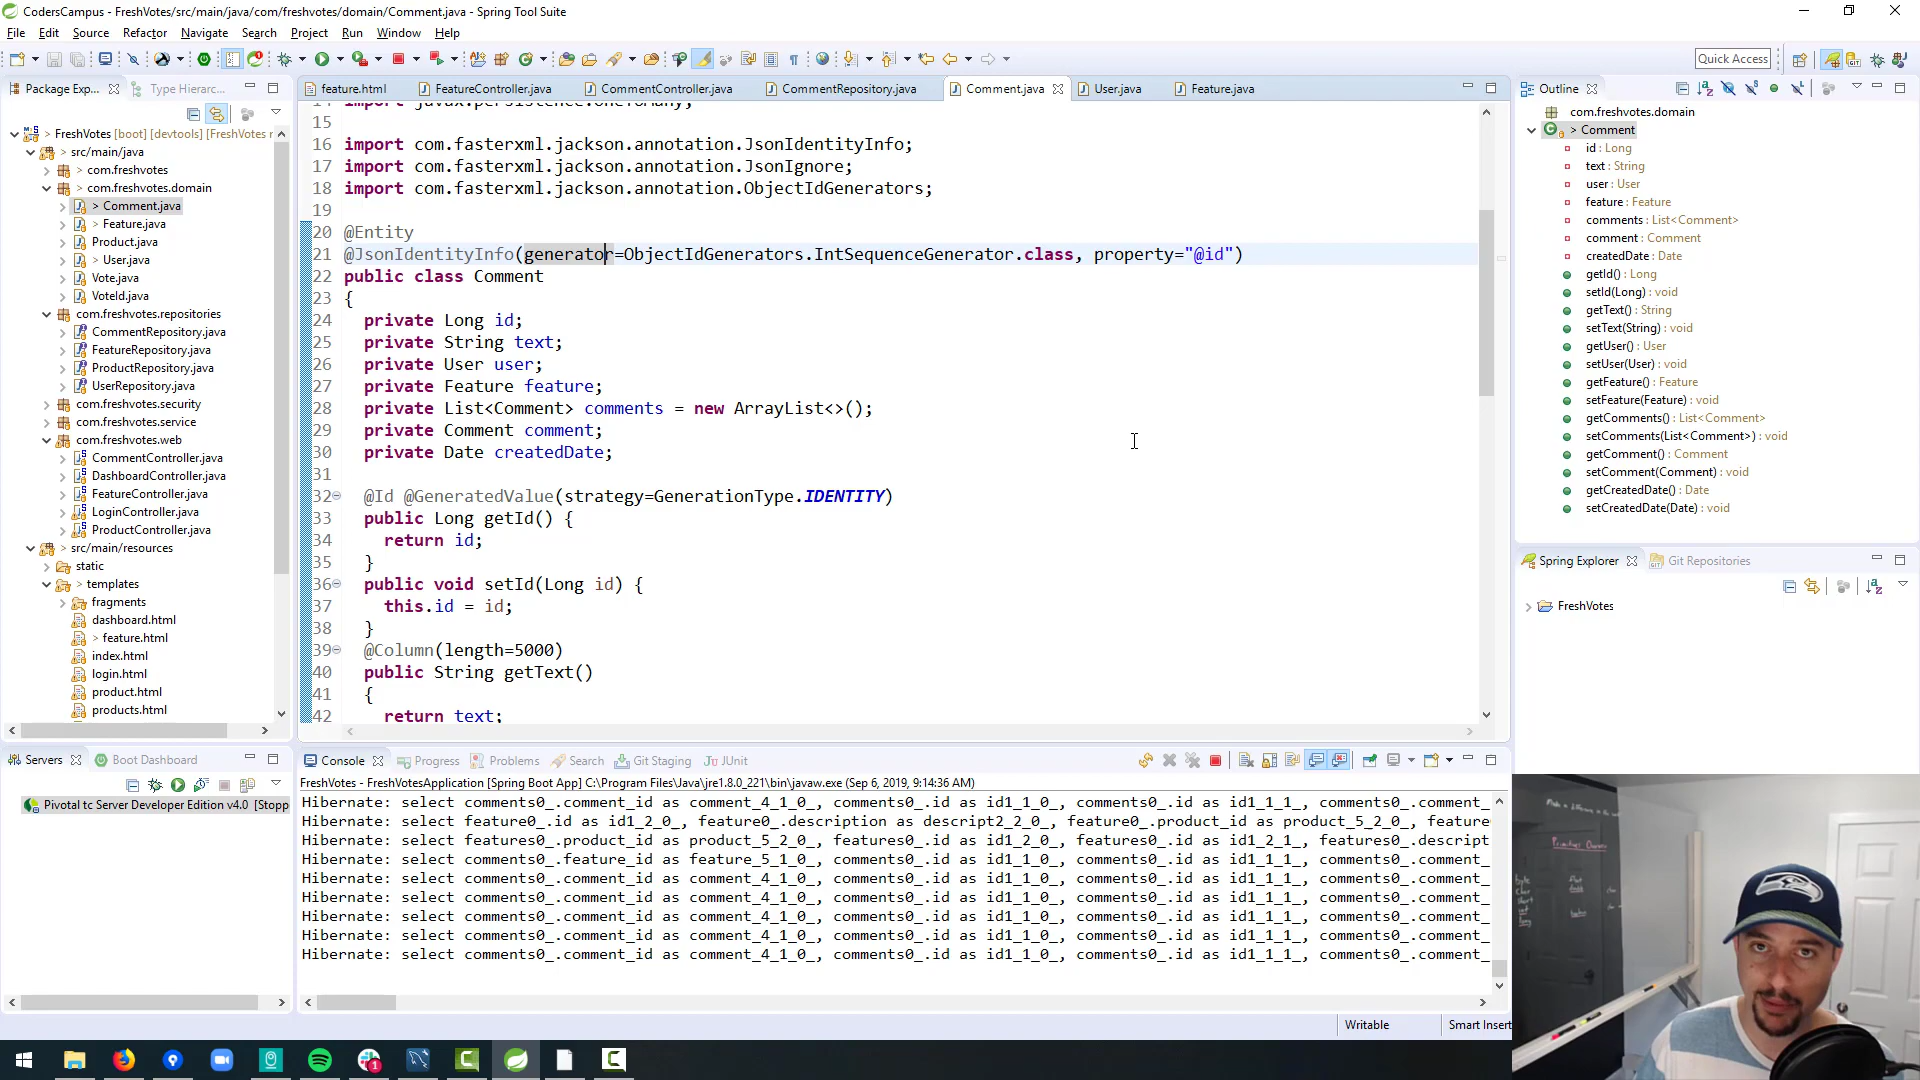 CodersCampus - FreshVotes/src/main/java/com/freshvotes/domain/Comment.java - Spring Tool Suite
File Edit Source Refactor Navigate Search Project Run Window Help
Quick Access
Package Exp... Type Hierarc...
> FreshVotes [boot] [devtools] [FreshVotes r
> src/main/java
> com.freshvotes
> com.freshvotes.domain
> Comment.java
> Feature.java
Product.java
> User.java
Vote.java
VoteId.java
com.freshvotes.repositories
CommentRepository.java
FeatureRepository.java
ProductRepository.java
UserRepository.java
com.freshvotes.security
com.freshvotes.service
com.freshvotes.web
CommentController.java
DashboardController.java
FeatureController.java
LoginController.java
ProductController.java
> src/main/resources
static
> templates
fragments
dashboard.html
> feature.html
index.html
login.html
product.html
products.html
feature.html FeatureController.java CommentController.java CommentRepository.java Comment.java User.java Feature.java
14 import javax.persistence.OneToMany;
15
16 import com.fasterxml.jackson.annotation.JsonIdentityInfo;
17 import com.fasterxml.jackson.annotation.JsonIgnore;
18 import com.fasterxml.jackson.annotation.ObjectIdGenerators;
19
20 @Entity
21 @JsonIdentityInfo(generator=ObjectIdGenerators.IntSequenceGenerator.class, property="@id")
22 public class Comment
23 {
24 private Long id;
25 private String text;
26 private User user;
27 private Feature feature;
28 private List<Comment> comments = new ArrayList<>();
29 private Comment comment;
30 private Date createdDate;
31
32 @Id @GeneratedValue(strategy=GenerationType.IDENTITY)
33 public Long getId() {
34 return id;
35 }
36 public void setId(Long id) {
37 this.id = id;
38 }
39 @Column(length=5000)
40 public String getText()
41 {
42 return text;
Outline
com.freshvotes.domain
> Comment
id : Long
text : String
user : User
feature : Feature
comments : List<Comment>
comment : Comment
createdDate : Date
getId() : Long
setId(Long) : void
getText() : String
setText(String) : void
getUser() : User
setUser(User) : void
getFeature() : Feature
setFeature(Feature) : void
getComments() : List<Comment>
setComments(List<Comment>) : void
getComment() : Comment
setComment(Comment) : void
getCreatedDate() : Date
setCreatedDate(Date) : void
Spring Explorer Git Repositories
FreshVotes
Servers Boot Dashboard
Pivotal tc Server Developer Edition v4.0 [Stopp
Console Progress Problems Search Git Staging JUnit
FreshVotes - FreshVotesApplication [Spring Boot App] C:\Program Files\Java\jre1.8.0_221\bin\javaw.exe (Sep 6, 2019, 9:14:36 AM)
Hibernate: select comments0_.comment_id as comment_4_1_0_, comments0_.id as id1_1_0_, comments0_.id as id1_1_1_, comments0_.comment_
Hibernate: select feature0_.id as id1_2_0_, feature0_.description as descript2_2_0_, feature0_.product_id as product_5_2_0_, feature
Hibernate: select features0_.product_id as product_5_2_0_, features0_.id as id1_2_0_, features0_.id as id1_2_1_, features0_.descript
Hibernate: select comments0_.feature_id as feature_5_1_0_, comments0_.id as id1_1_0_, comments0_.id as id1_1_1_, comments0_.comment_
Hibernate: select comments0_.comment_id as comment_4_1_0_, comments0_.id as id1_1_0_, comments0_.id as id1_1_1_, comments0_.comment_
Hibernate: select comments0_.comment_id as comment_4_1_0_, comments0_.id as id1_1_0_, comments0_.id as id1_1_1_, comments0_.comment_
Hibernate: select comments0_.comment_id as comment_4_1_0_, comments0_.id as id1_1_0_, comments0_.id as id1_1_1_, comments0_.comment_
Hibernate: select comments0_.comment_id as comment_4_1_0_, comments0_.id as id1_1_0_, comments0_.id as id1_1_1_, comments0_.comment_
Hibernate: select comments0_.comment_id as comment_4_1_0_, comments0_.id as id1_1_0_, comments0_.id as id1_1_1_, comments0_.comment_
Writable Smart Insert